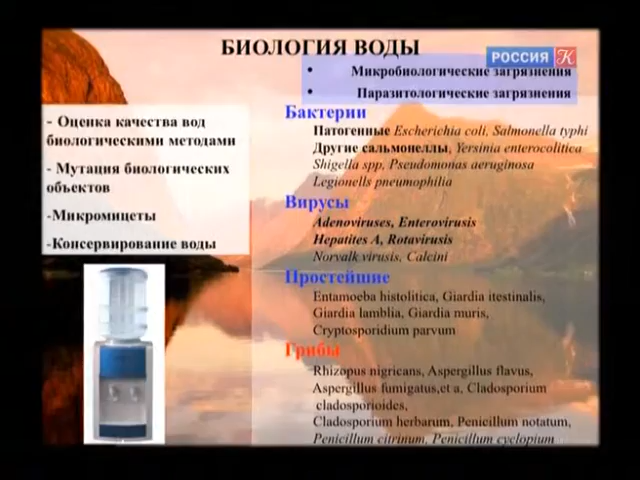 БИОЛОГИЯ ВОДЫ
РОССИЯ К
• Микробиологические загрязнения
• Паразитологические загрязнения
- Оценка качества вод
биологическими методами
- Мутация биологических
объектов
-Микромицеты
-Консервирование воды
Бактерии
Патогенные Escherichia coli, Salmonella typhi
Другие сальмонеллы, Yersinia enterocolitica
Shigella spp, Pseudomonas aeruginosa
Legionells pneumophilia
Вирусы
Adenoviruses, Enterovirusis
Hepatites A, Rotavirusis
Norvalk virusis, Calcini
Простейшие
Entamoeba histolitica, Giardia itestinalis,
Giardia lamblia, Giardia muris,
Cryptosporidium parvum
Грибы
Rhizopus nigricans, Aspergillus flavus,
Aspergillus fumigatus,et a, Cladosporium
cladosporioides,
Cladosporium herbarum, Penicillum notatum,
Penicillum citrinum, Penicillum cyclopium